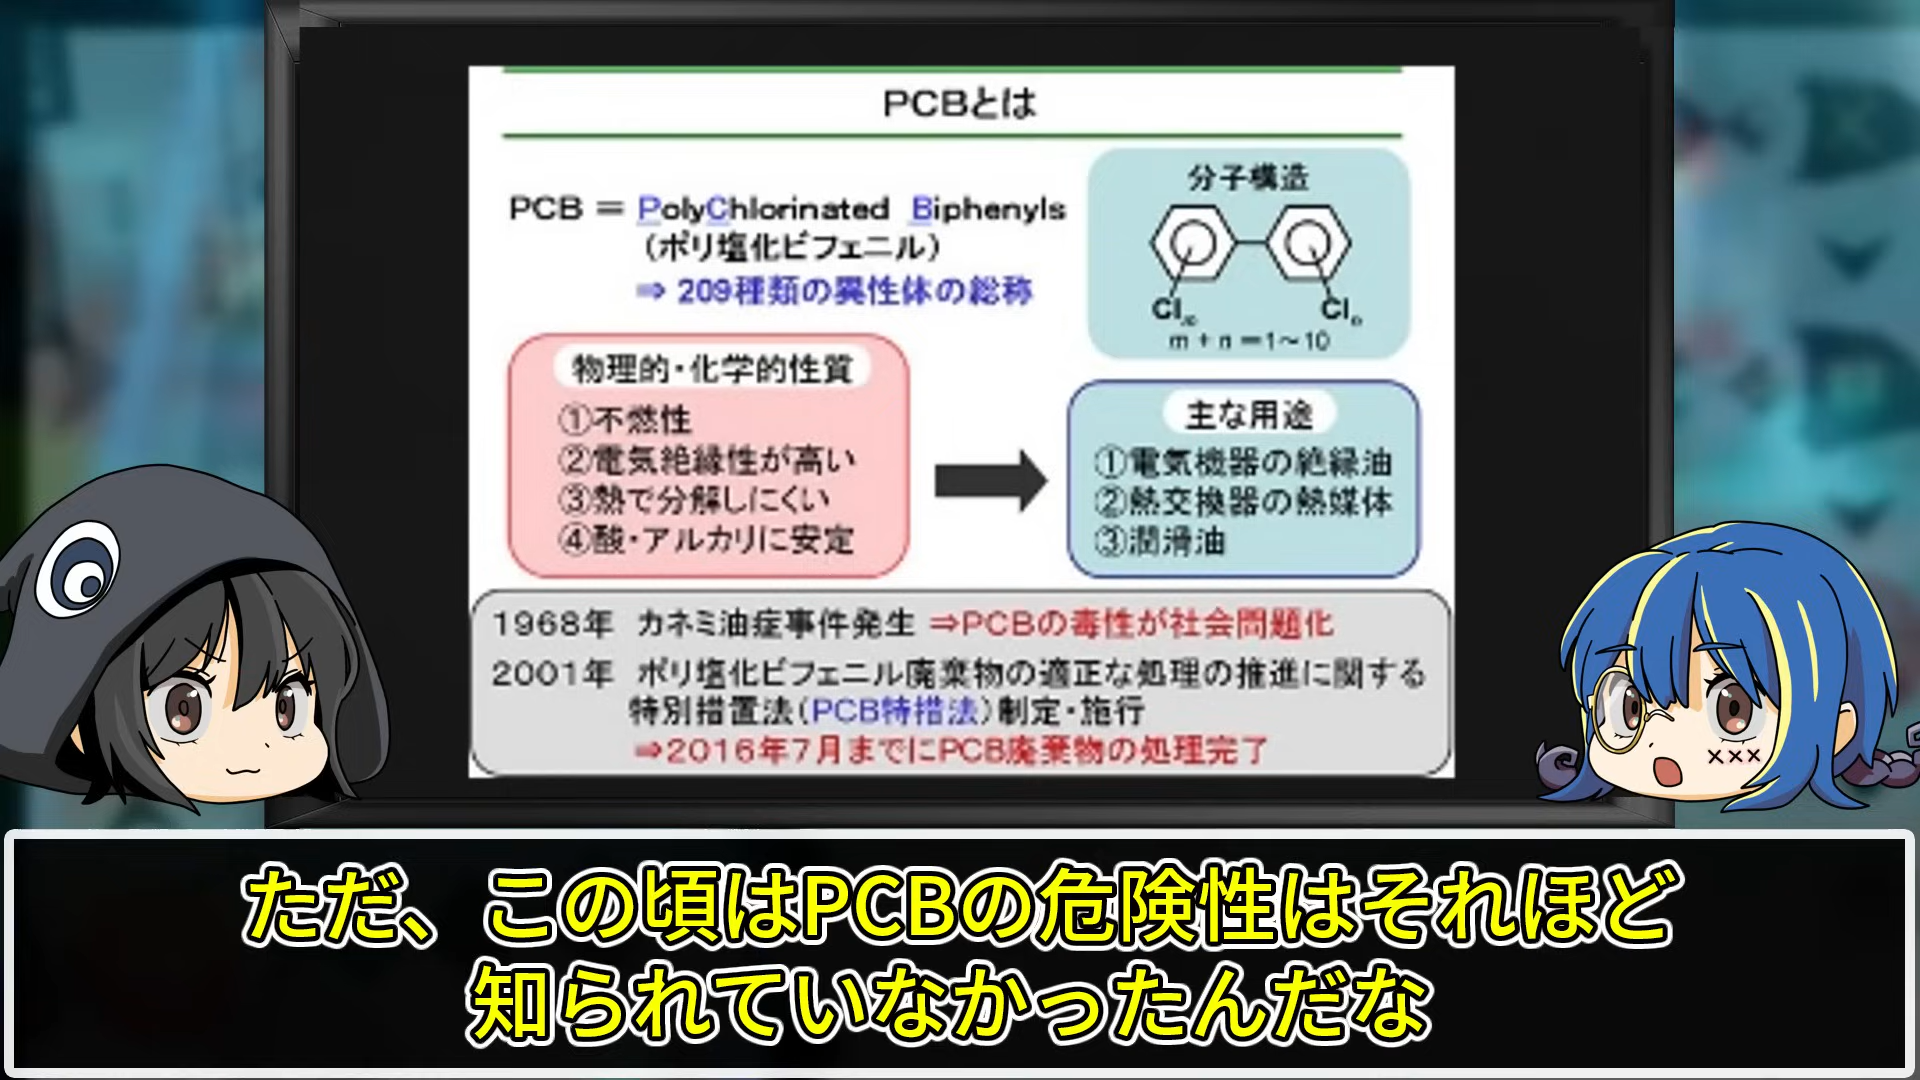 PCBとは
PCB = PolyChlorinated Biphenyls
(ポリ塩化ビフェニル)
⇒ 209種類の異性体の総称
分子構造
Cl Cl
m+n=1~10
物理的・化学的性質
①不燃性
②電気絶縁性が高い
③熱で分解しにくい
④酸・アルカリに安定
主な用途
①電気機器の絶縁油
②熱交換器の熱媒体
③潤滑油
1968年 カネミ油症事件発生 ⇒PCBの毒性が社会問題化
2001年 ポリ塩化ビフェニル廃棄物の適正な処理の推進に関する
特別措置法(PCB特措法)制定・施行
⇒2016年7月までにPCB廃棄物の処理完了
ただ、この頃はPCBの危険性はそれほど
知られていなかったんだな